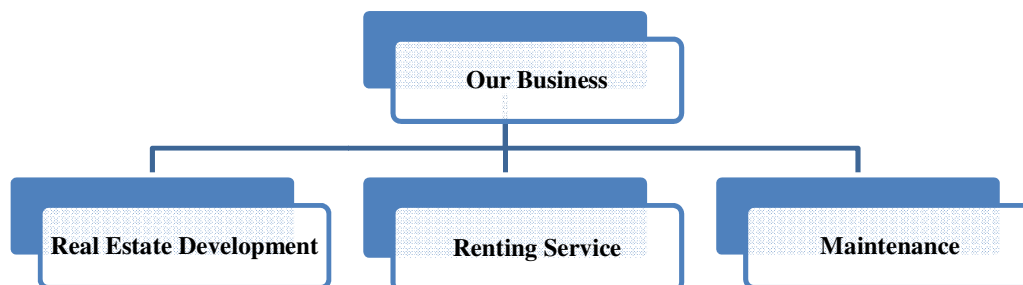 Our Business
Real Estate Development
Renting Service
Maintenance